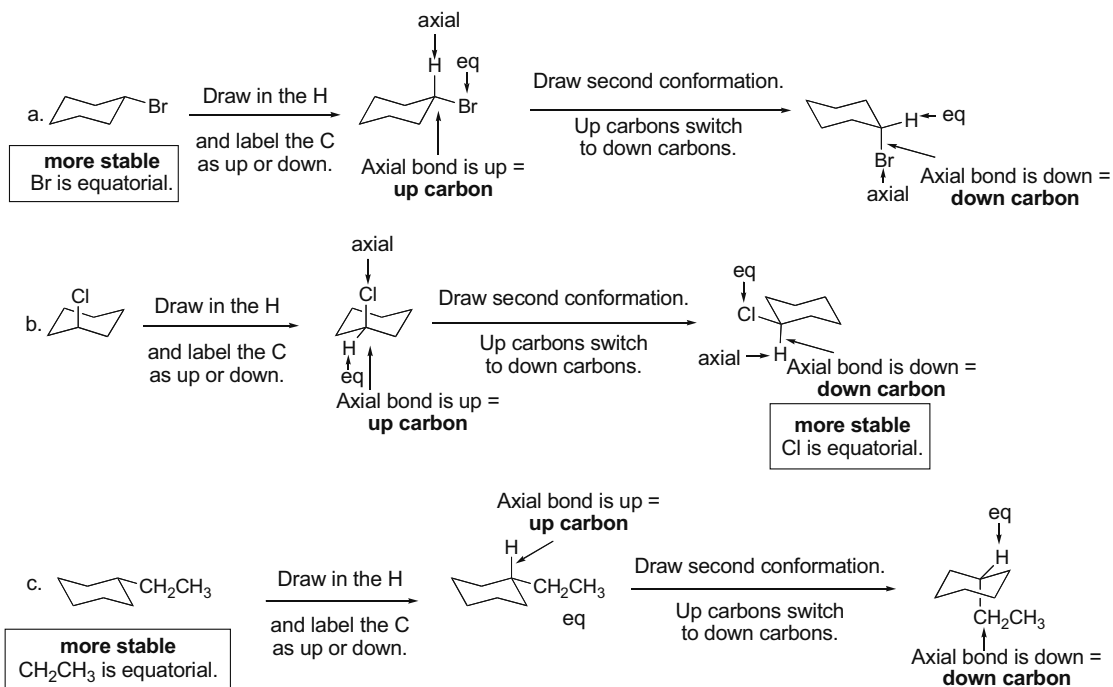 a.
Br
more stable
Br is equatorial.
Draw in the H
and label the C
as up or down.
axial
H
eq
Br
Axial bond is up =
up carbon
Draw second conformation.
Up carbons switch
to down carbons.
H
eq
Br
axial
Axial bond is down =
down carbon
b.
Cl
Draw in the H
and label the C
as up or down.
axial
Cl
H
eq
Axial bond is up =
up carbon
Draw second conformation.
Up carbons switch
to down carbons.
eq
Cl
axial
H
Axial bond is down =
down carbon
more stable
Cl is equatorial.
c.
CH2CH3
more stable
CH2CH3 is equatorial.
Draw in the H
and label the C
as up or down.
Axial bond is up =
up carbon
H
CH2CH3
eq
Draw second conformation.
Up carbons switch
to down carbons.
eq
H
CH2CH3
Axial bond is down =
down carbon